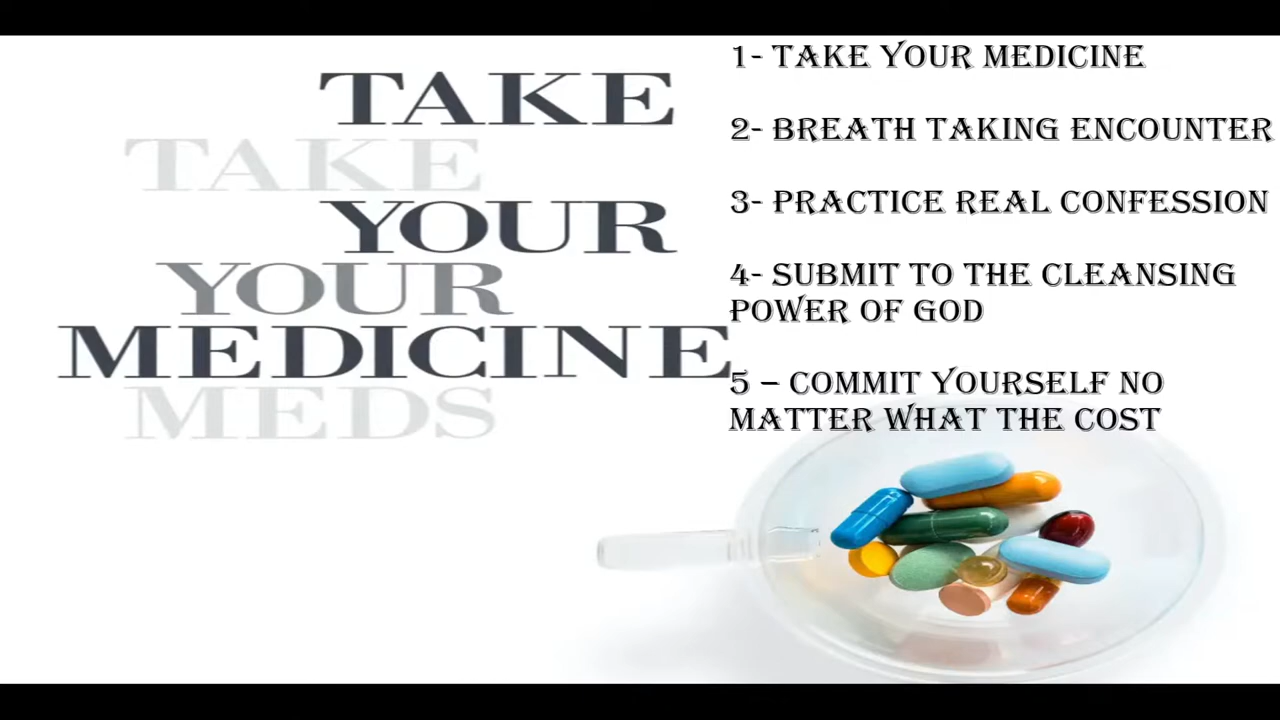 TAKE
TAKE
YOUR
YOUR
MEDICINE
MEDS
1- TAKE YOUR MEDICINE
2- BREATH TAKING ENCOUNTER
3- PRACTICE REAL CONFESSION
4- SUBMIT TO THE CLEANSING
POWER OF GOD
5 – COMMIT YOURSELF NO
MATTER WHAT THE COST